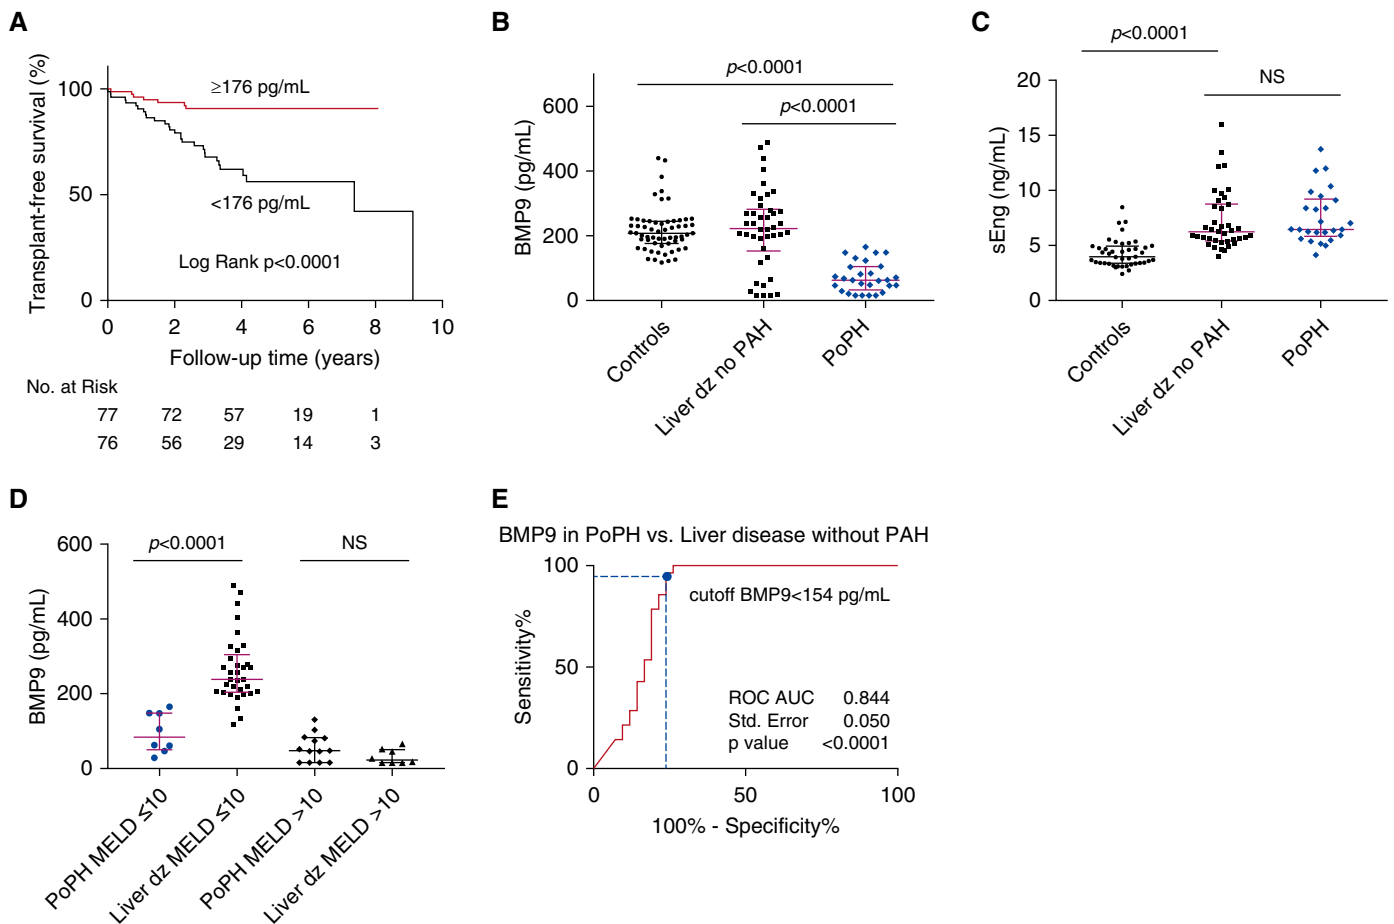 A
Transplant-free survival (%)
100
50
0
≥176 pg/mL
<176 pg/mL
Log Rank p<0.0001
0 2 4 6 8 10
Follow-up time (years)
No. at Risk
77 72 57 19 1
76 56 29 14 3
B
BMP9 (pg/mL)
600
400
200
0
p<0.0001
p<0.0001
Controls
Liver dz no PAH
PoPH
C
sEng (ng/mL)
20
15
10
5
0
p<0.0001
NS
Controls
Liver dz no PAH
PoPH
D
BMP9 (pg/mL)
600
400
200
0
p<0.0001
NS
PoPH MELD ≤10
Liver dz MELD ≤10
PoPH MELD >10
Liver dz MELD >10
E
BMP9 in PoPH vs. Liver disease without PAH
Sensitivity%
100
50
0
cutoff BMP9<154 pg/mL
ROC AUC 0.844
Std. Error 0.050
p value <0.0001
0 50 100
100% - Specificity%